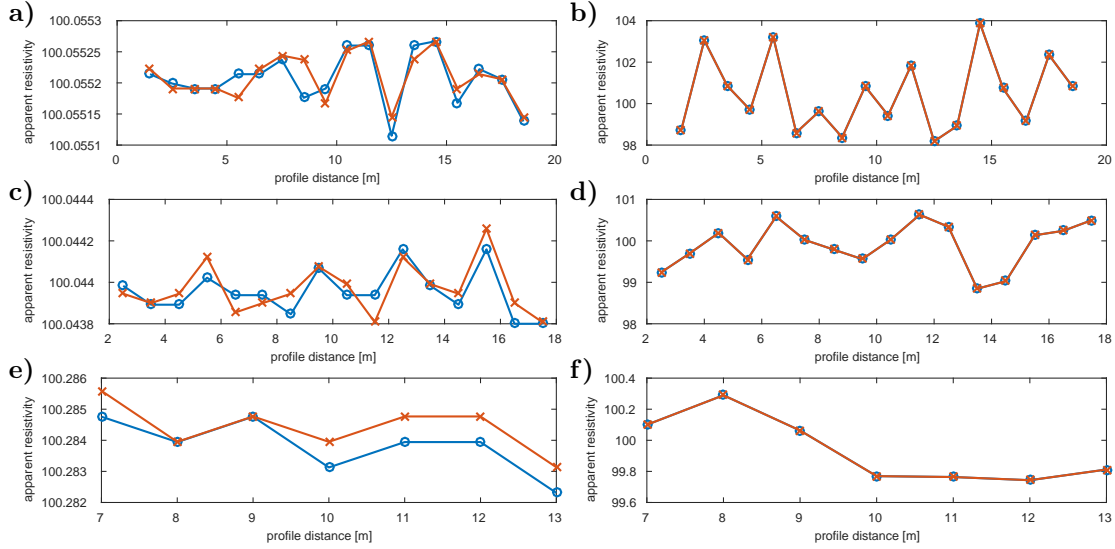 a)
100.0553
100.05525
100.0552
100.05515
100.0551
apparent resistivity
0 5 10 15 20
profile distance [m]
b)
104
102
100
98
apparent resistivity
0 5 10 15 20
profile distance [m]
c)
100.0444
100.0442
100.044
100.0438
apparent resistivity
2 4 6 8 10 12 14 16 18
profile distance [m]
d)
101
100
99
98
apparent resistivity
2 4 6 8 10 12 14 16 18
profile distance [m]
e)
100.286
100.285
100.284
100.283
100.282
apparent resistivity
7 8 9 10 11 12 13
profile distance [m]
f)
100.4
100.2
100
99.8
99.6
apparent resistivity
7 8 9 10 11 12 13
profile distance [m]